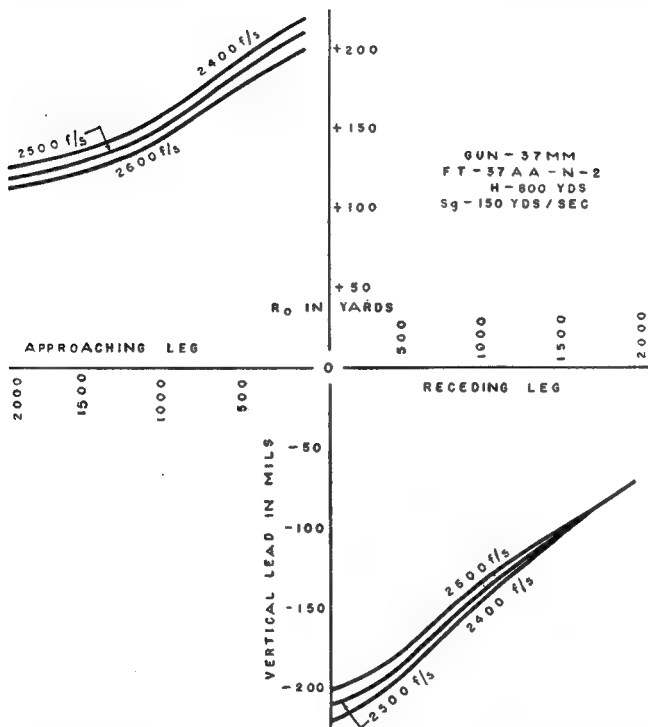 +200
2400 f/s
2500 f/s
2600 f/s
+150
GUN - 37MM
FT - 37 AA - N - 2
H - 800 YDS
Sg - 150 YDS/SEC
+100
+50
R₀ IN YARDS
APPROACHING LEG
2000
1500
1000
500
0
500
1000
1500
2000
RECEDING LEG
VERTICAL LEAD IN MILS
-50
-100
-150
-200
2600 f/s
2400 f/s
2500 f/s